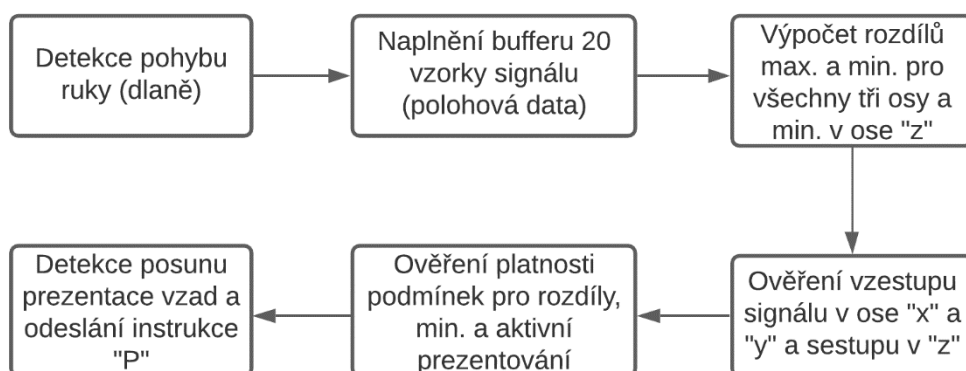 Detekce pohybu
ruky (dlaně)
Naplnění bufferu 20
vzorky signálu
(polohová data)
Výpočet rozdílů
max. a min. pro
všechny tři osy a
min. v ose "z"
Ověření vzestupu
signálu v ose "x" a
"y" a sestupu v "z"
Ověření platnosti
podmínek pro rozdíly,
min. a aktivní
prezentování
Detekce posunu
prezentace vzad a
odeslání instrukce
"P"